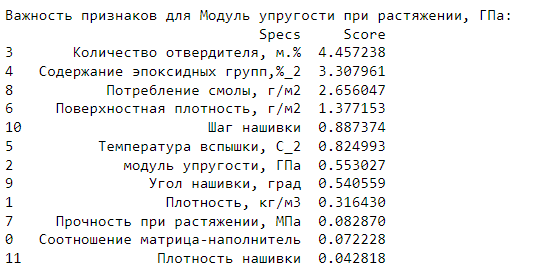 Важность признаков для Модуль упругости при растяжении, ГПа:
Specs Score
3 Количество отвердителя, м.% 4.457238
4 Содержание эпоксидных групп,%_2 3.307961
8 Потребление смолы, г/м2 2.656047
6 Поверхностная плотность, г/м2 1.377153
10 Шаг нашивки 0.887374
5 Температура вспышки, С_2 0.824993
2 модуль упругости, ГПа 0.553027
9 Угол нашивки, град 0.540559
1 Плотность, кг/м3 0.316430
7 Прочность при растяжении, МПа 0.082870
0 Соотношение матрица-наполнитель 0.072228
11 Плотность нашивки 0.042818